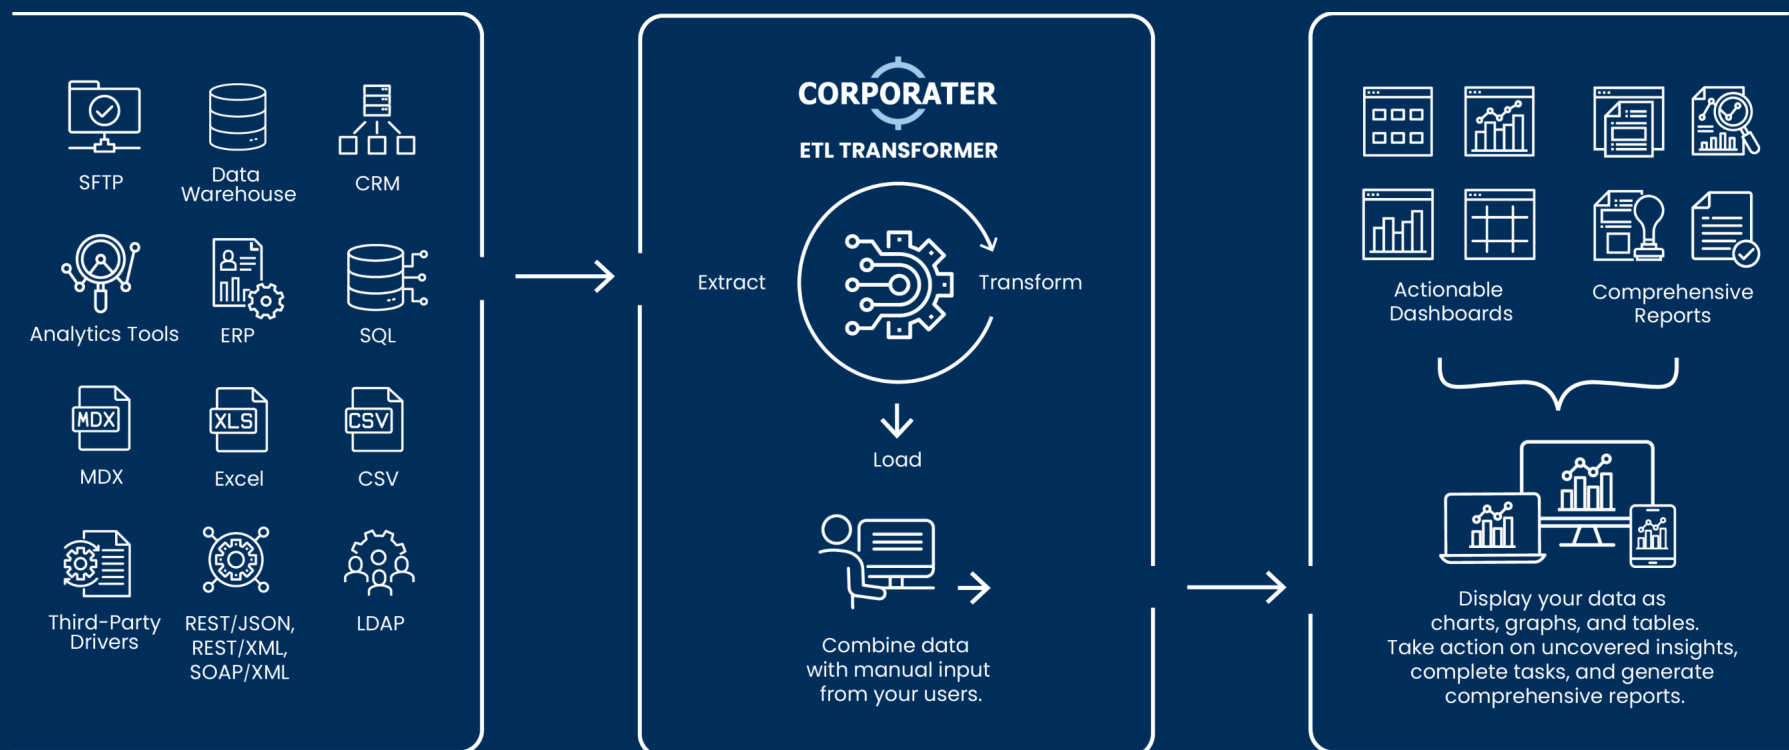 SFTP
Data
Warehouse
CRM
Analytics Tools
ERP
SQL
MDX
MDX
XLS
Excel
CSV
CSV
Third-Party
Drivers
REST/JSON,
REST/XML,
SOAP/XML
LDAP
CORPORATER
ETL TRANSFORMER
Extract
Transform
Load
Combine data
with manual input
from your users.
Actionable
Dashboards
Comprehensive
Reports
Display your data as
charts, graphs, and tables.
Take action on uncovered insights,
complete tasks, and generate
comprehensive reports.